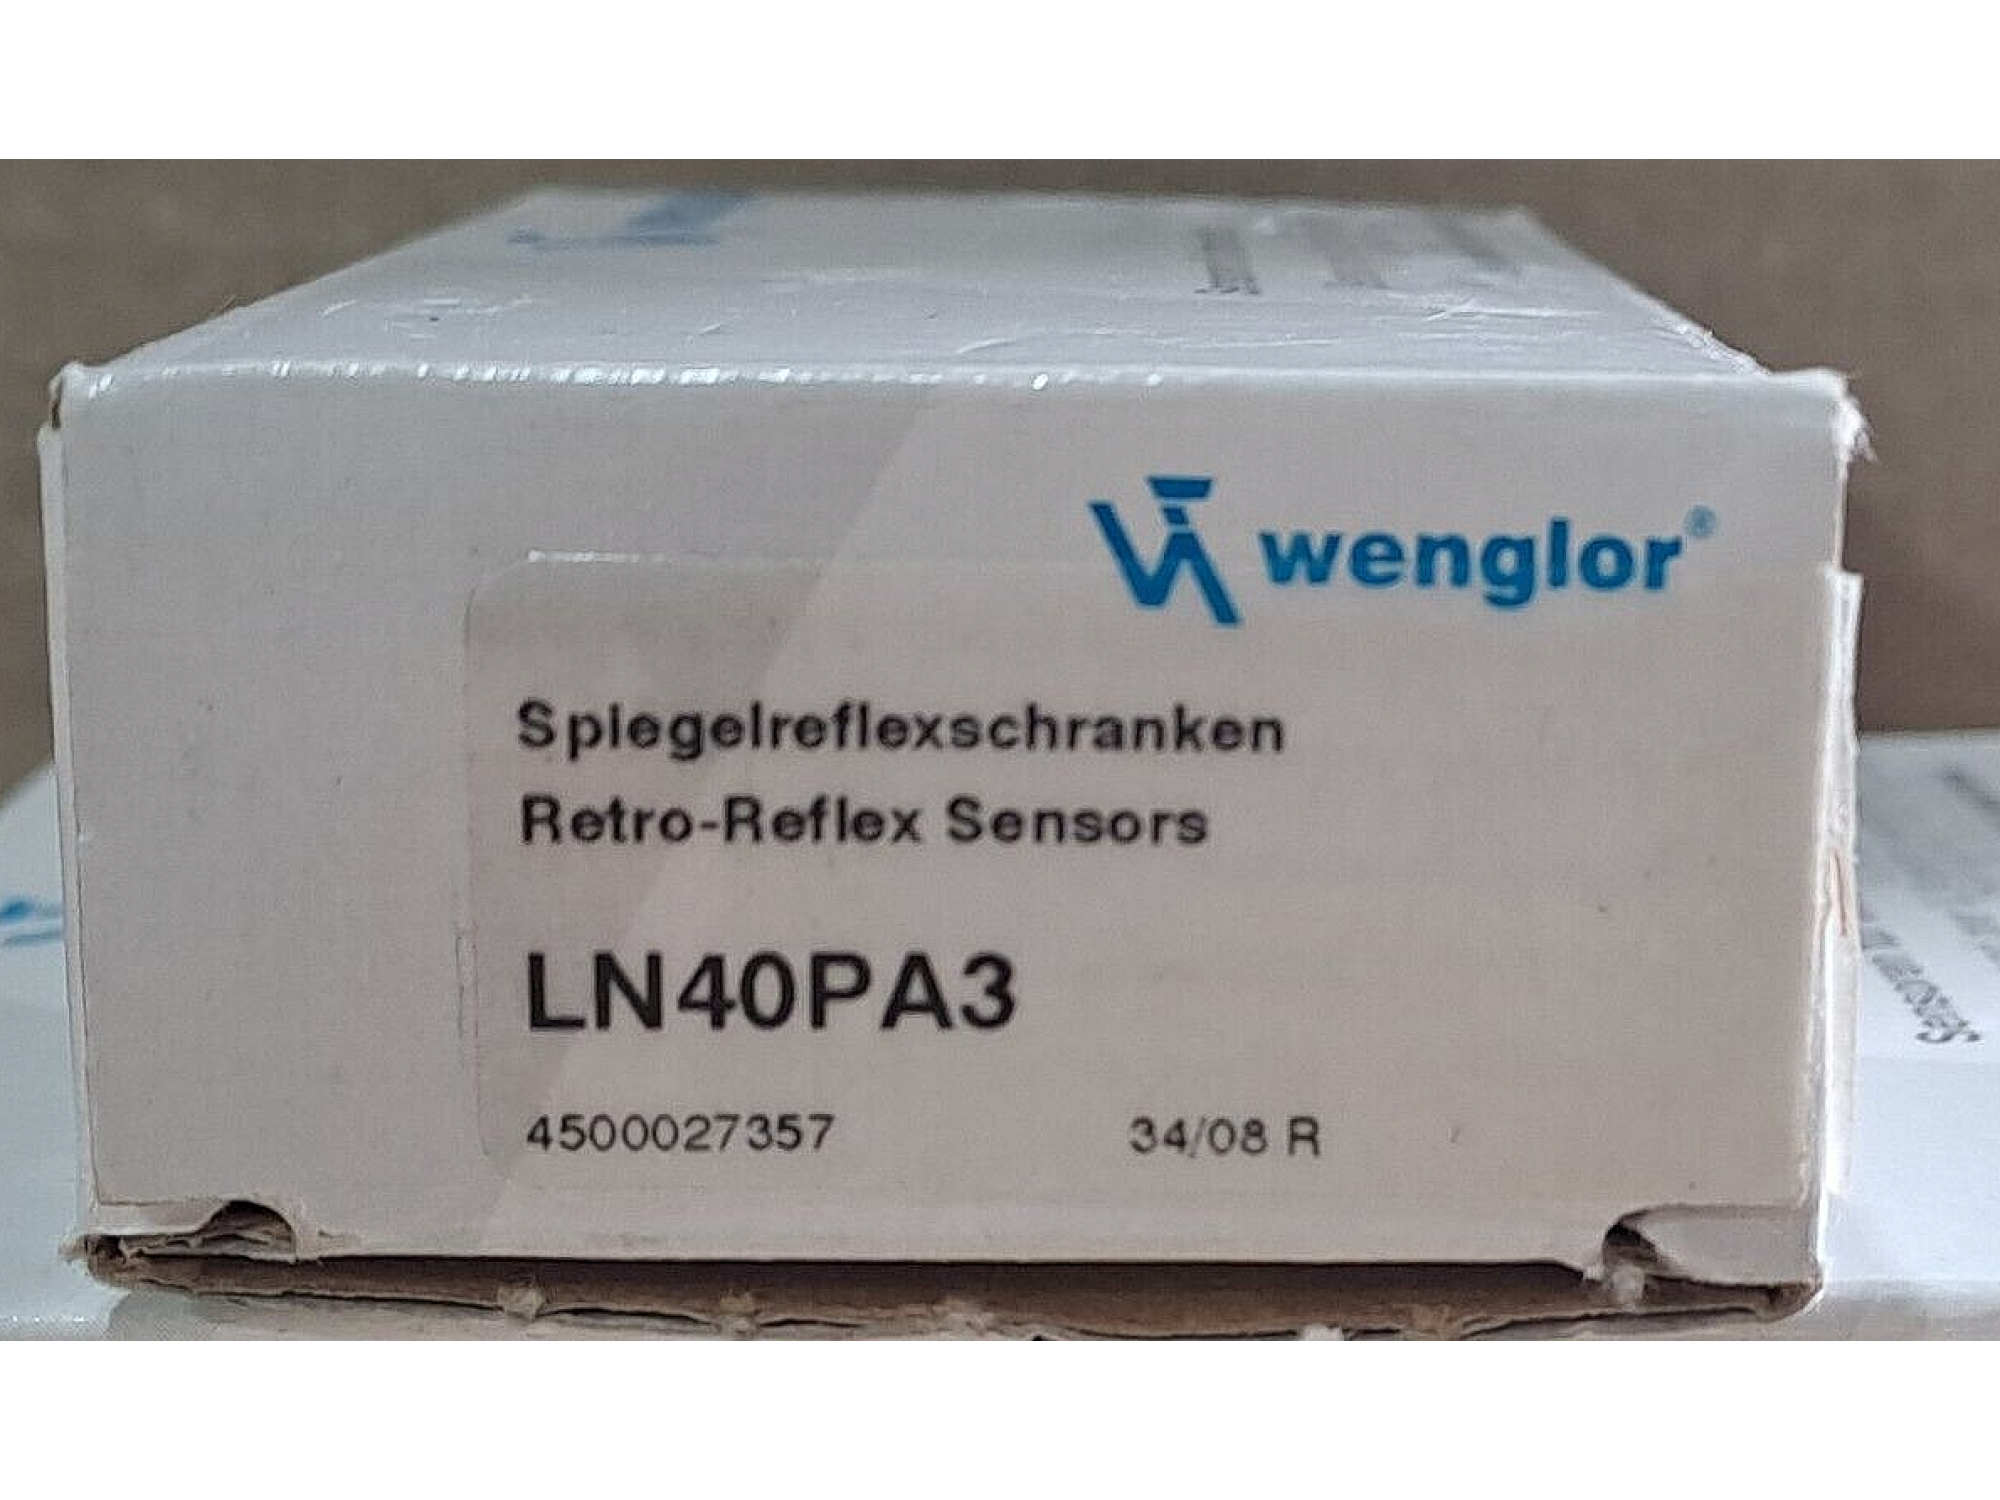 wenglor®
Spiegelreflexschranken
Retro-Reflex Sensors
LN40PA3
4500027357 34/08 R